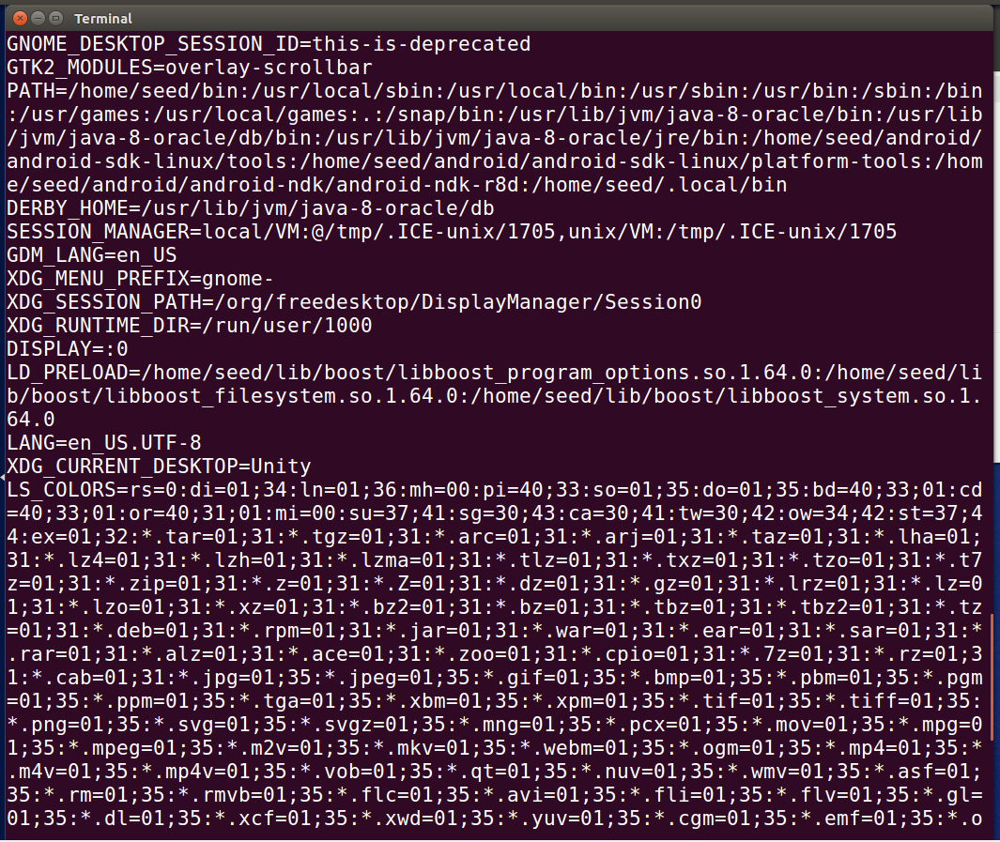 Terminal
GNOME_DESKTOP_SESSION_ID=this-is-deprecated
GTK2_MODULES=overlay-scrollbar
PATH=/home/seed/bin:/usr/local/sbin:/usr/local/bin:/usr/sbin:/usr/bin:/sbin:/bin
:/usr/games:/usr/local/games:.:/snap/bin:/usr/lib/jvm/java-8-oracle/bin:/usr/lib
/jvm/java-8-oracle/db/bin:/usr/lib/jvm/java-8-oracle/jre/bin:/home/seed/android/
android-sdk-linux/tools:/home/seed/android/android-sdk-linux/platform-tools:/hom
e/seed/android/android-ndk/android-ndk-r8d:/home/seed/.local/bin
DERBY_HOME=/usr/lib/jvm/java-8-oracle/db
SESSION_MANAGER=local/VM:@/tmp/.ICE-unix/1705,unix/VM:/tmp/.ICE-unix/1705
GDM_LANG=en_US
XDG_MENU_PREFIX=gnome-
XDG_SESSION_PATH=/org/freedesktop/DisplayManager/Session0
XDG_RUNTIME_DIR=/run/user/1000
DISPLAY=:0
LD_PRELOAD=/home/seed/lib/boost/libboost_program_options.so.1.64.0:/home/seed/li
b/boost/libboost_filesystem.so.1.64.0:/home/seed/lib/boost/libboost_system.so.1.
64.0
LANG=en_US.UTF-8
XDG_CURRENT_DESKTOP=Unity
LS_COLORS=rs=0:di=01;34:ln=01;36:mh=00:pi=40;33:so=01;35:do=01;35:bd=40;33;01:cd
=40;33;01:or=40;31;01:mi=00:su=37;41:sg=30;43:ca=30;41:tw=30;42:ow=34;42:st=37;4
4:ex=01;32:*.tar=01;31:*.tgz=01;31:*.arc=01;31:*.arj=01;31:*.taz=01;31:*.lha=01;
31:*.lz4=01;31:*.lzh=01;31:*.lzma=01;31:*.tlz=01;31:*.txz=01;31:*.tzo=01;31:*.t7
z=01;31:*.zip=01;31:*.z=01;31:*.Z=01;31:*.dz=01;31:*.gz=01;31:*.lrz=01;31:*.lz=0
1;31:*.lzo=01;31:*.xz=01;31:*.bz2=01;31:*.bz=01;31:*.tbz=01;31:*.tbz2=01;31:*.tz
=01;31:*.deb=01;31:*.rpm=01;31:*.jar=01;31:*.war=01;31:*.ear=01;31:*.sar=01;31:*
.rar=01;31:*.alz=01;31:*.ace=01;31:*.zoo=01;31:*.cpio=01;31:*.7z=01;31:*.rz=01;3
1:*.cab=01;31:*.jpg=01;35:*.jpeg=01;35:*.gif=01;35:*.bmp=01;35:*.pbm=01;35:*.pgm
=01;35:*.ppm=01;35:*.tga=01;35:*.xbm=01;35:*.xpm=01;35:*.tif=01;35:*.tiff=01;35:
*.png=01;35:*.svg=01;35:*.svgz=01;35:*.mng=01;35:*.pcx=01;35:*.mov=01;35:*.mpg=0
1;35:*.mpeg=01;35:*.m2v=01;35:*.mkv=01;35:*.webm=01;35:*.ogm=01;35:*.mp4=01;35:*
.m4v=01;35:*.mp4v=01;35:*.vob=01;35:*.qt=01;35:*.nuv=01;35:*.wmv=01;35:*.asf=01;
35:*.rm=01;35:*.rmvb=01;35:*.flc=01;35:*.avi=01;35:*.fli=01;35:*.flv=01;35:*.gl=
01;35:*.dl=01;35:*.xcf=01;35:*.xwd=01;35:*.yuv=01;35:*.cgm=01;35:*.emf=01;35:*.o